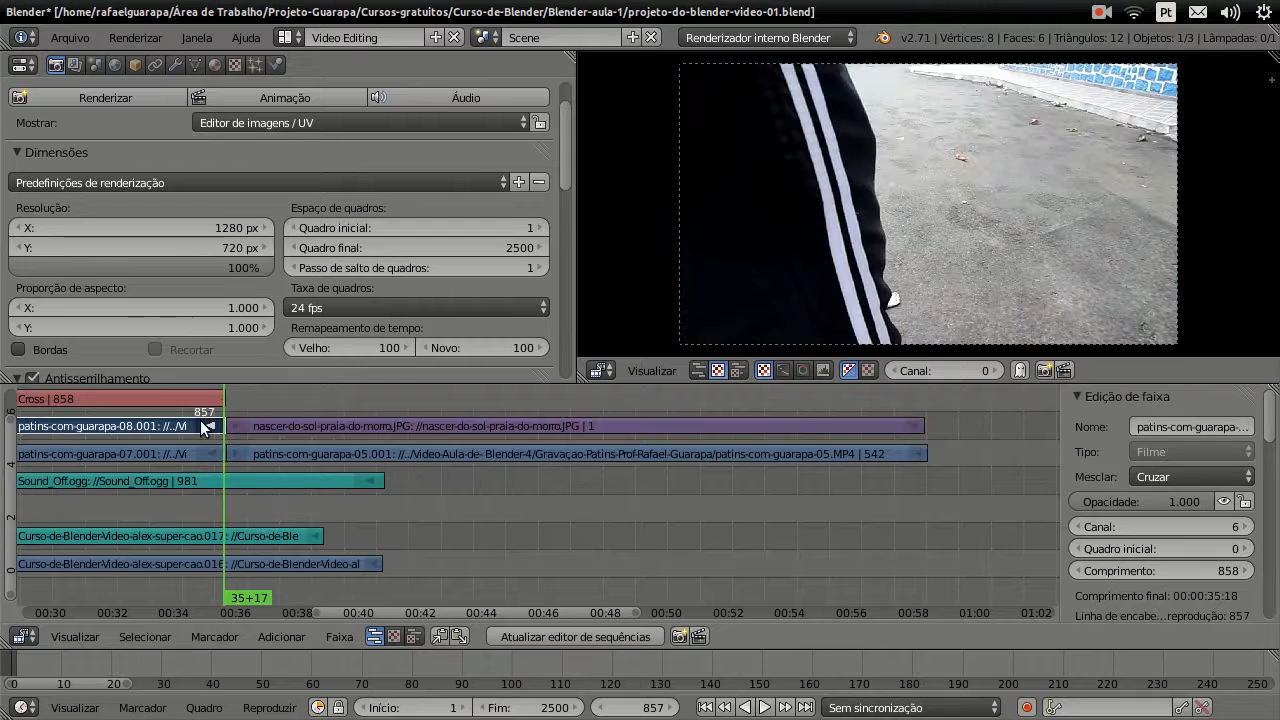 Blender* [/home/rafaelguarapa/Área de Trabalho/Projeto-Guarapa/Cursos-gratuitos/Curso-de-Blender/Blender-aula-1/projeto-do-blender-video-01.blend]
Pt
Arquivo Renderizar Janela Ajuda Video Editing Scene Renderizador interno Blender v2.71 | Vértices: 8 | Faces: 6 | Triângulos: 12 | Objetos: 1/3 | Lâmpadas: 0/1
Renderizar Animação Áudio
Mostrar: Editor de imagens / UV
Dimensões
Predefinições de renderização
Resolução: Espaço de quadros:
X: 1280 px Quadro inicial: 1
Y: 720 px Quadro final: 2500
100% Passo de salto de quadros: 1
Proporção de aspecto: Taxa de quadros:
X: 1.000 24 fps
Y: 1.000 Remapeamento de tempo:
Bordas Recortar Velho: 100 Novo: 100
Antisserrilhamento
Visualizar Canal: 0
Cross | 858
857
patins-com-guarapa-08.001: //../Vi nascer-do-sol-praia-do-morro.JPG: //nascer-do-sol-praia-do-morro.JPG | 1
patins-com-guarapa-07.001: //../Vi patins-com-guarapa-05.001: //../Video-Aula-de- Blender-4/Gravaçao-Patins-Prof-Rafael-Guarapa/patins-com-guarapa-05.MP4 | 542
Sound_Off.ogg: //Sound_Off.ogg | 981
Curso-de-Blender-Video-alex-super-cao.017: //Curso-de-Ble
Curso-de-Blender-Video-alex-super-cao.016: //Curso-de-Blender-Video-al
6
4
2
0
35+17
00:30 00:32 00:34 00:36 00:38 00:40 00:42 00:44 00:46 00:48 00:50 00:52 00:54 00:56 00:58 01:00 01:02
Edição de faixa
Nome: patins-com-guarapa-...
Tipo: Filme
Mesclar: Cruzar
Opacidade: 1.000
Canal: 6
Quadro inicial: 0
Comprimento: 858
Comprimento final: 00:00:35:18
Linha de encabe... reprodução: 857
Visualizar Selecionar Marcador Adicionar Faixa Atualizar editor de sequências
0 10 20 30 40 50 60 70 80 90 100 110 120 130 140 150 160 170 180 190 200 210 220 230 240 250
Visualizar Marcador Quadro Reproduzir Início: 1 Fim: 2500 857 Sem sincronização